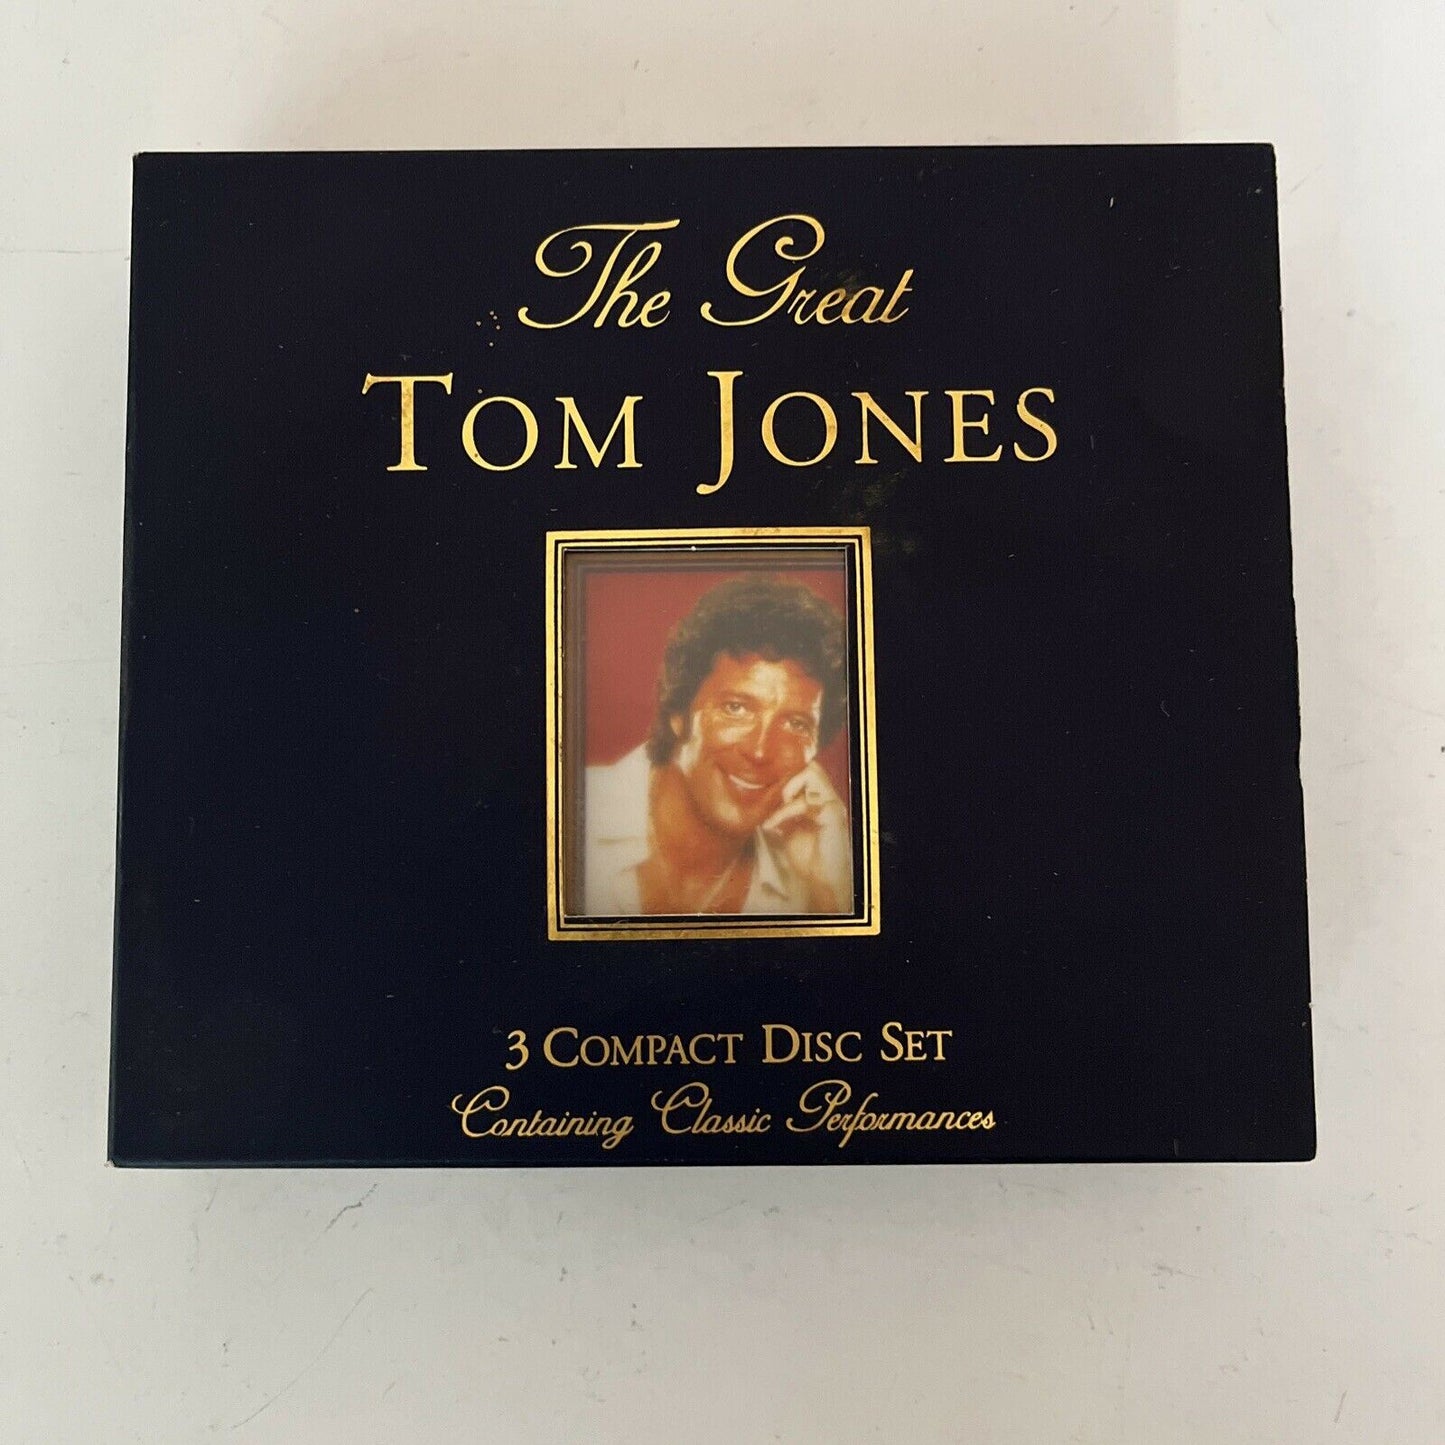 The Great
TOM JONES
3 COMPACT DISC SET
Containing Classic Performances